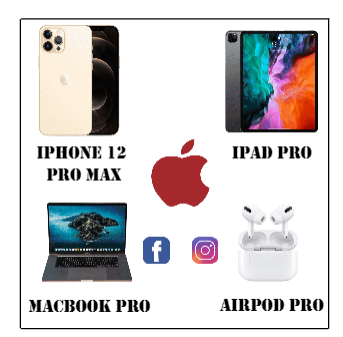 IPHONE 12
PRO MAX
IPAD PRO
MACBOOK PRO
AIRPOD PRO